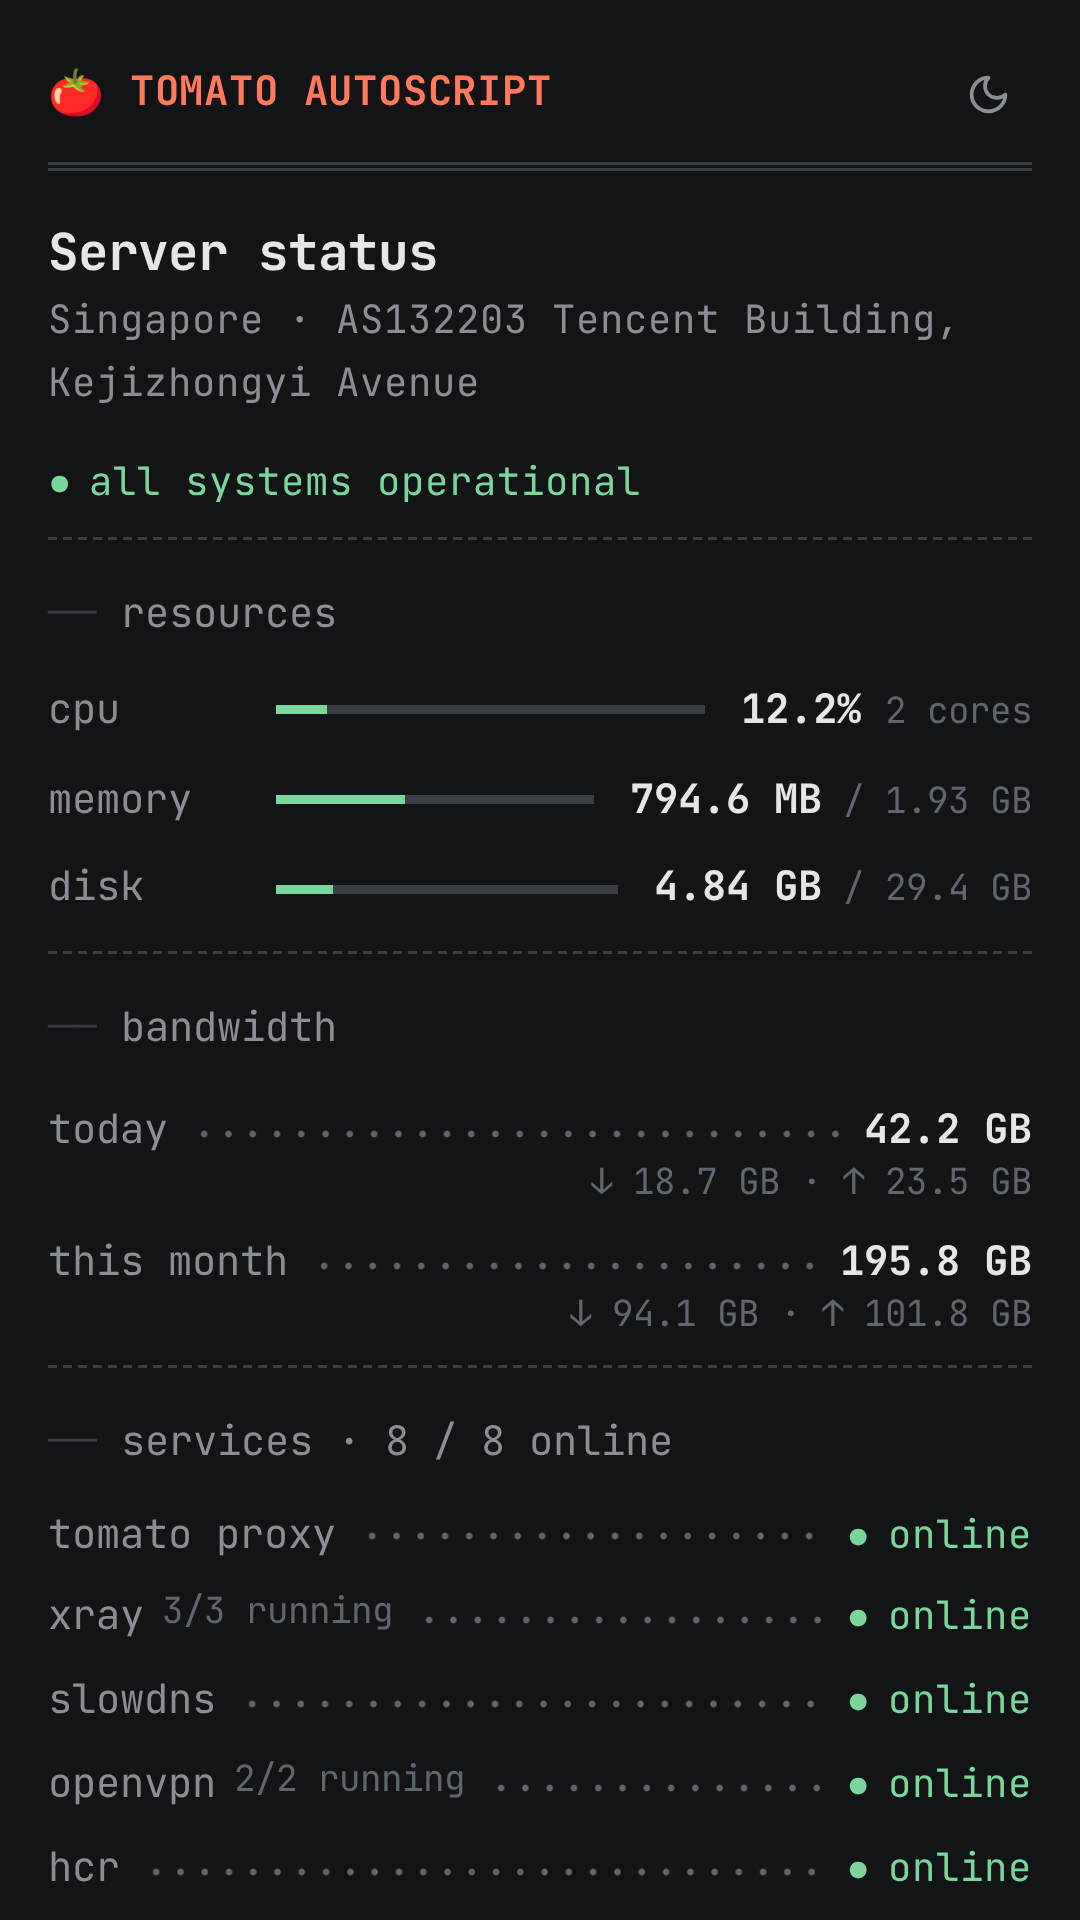 TOMATO AUTOSCRIPT
Server status
Singapore · AS132203 Tencent Building,
Kejizhongyi Avenue
● all systems operational
resources
cpu 12.2% 2 cores
memory 794.6 MB / 1.93 GB
disk 4.84 GB / 29.4 GB
bandwidth
today 42.2 GB
↓ 18.7 GB · ↑ 23.5 GB
this month 195.8 GB
↓ 94.1 GB · ↑ 101.8 GB
services · 8 / 8 online
tomato proxy ● online
xray 3/3 running ● online
slowdns ● online
openvpn 2/2 running ● online
hcr ● online